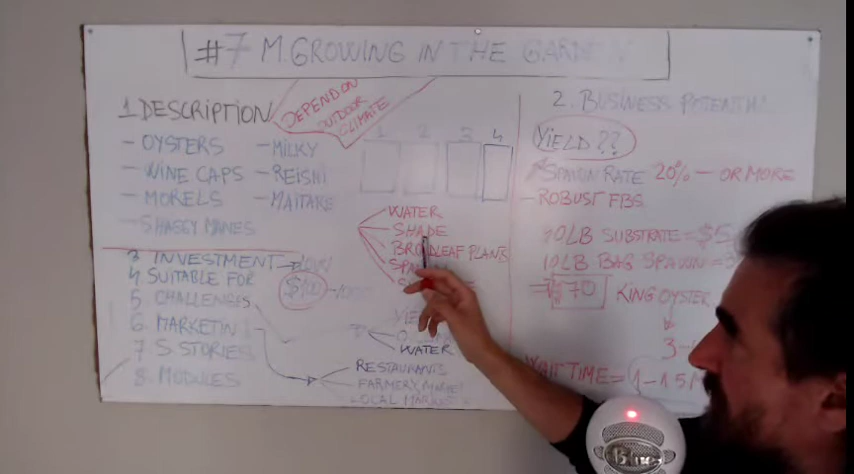 #7 M.GROWING IN THE GARDEN
1 DESCRIPTION
DEPEND ON
OUTDOOR
CLIMATE
- OYSTERS
- WINE CAPS
- MORELS
- SHAGGY MANES
- MILKY
- REISHI
- MAITAKE
1 2 3 4
WATER
SHADE
BROADLEAF PLANTS
3 INVESTMENT → LOW
$100
4 SUITABLE FOR
5 CHALLENGES
6 MARKETIN
7 S. STORIES
8. MODULES
WATER
RESTAURANTS
LOCAL MARKET
2. BUSINESS POTENTIAL
YIELD ??
SPAWN RATE 20% — OR MORE
- ROBUST FBS
10LB SUBSTRATE = $5
10LB BAG SPAWN =
KING OYSTER
WAIT TIME = 1-1.5
Blue